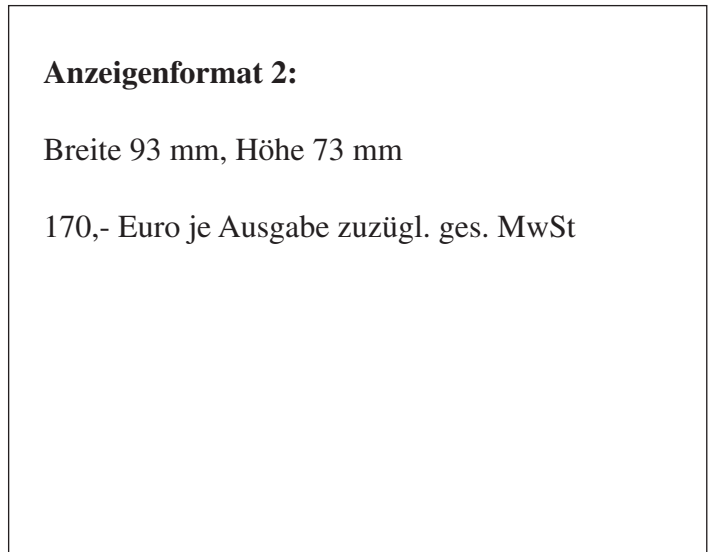 Anzeigenformat 2:
Breite 93 mm, Höhe 73 mm
170,- Euro je Ausgabe zuzügl. ges. MwSt